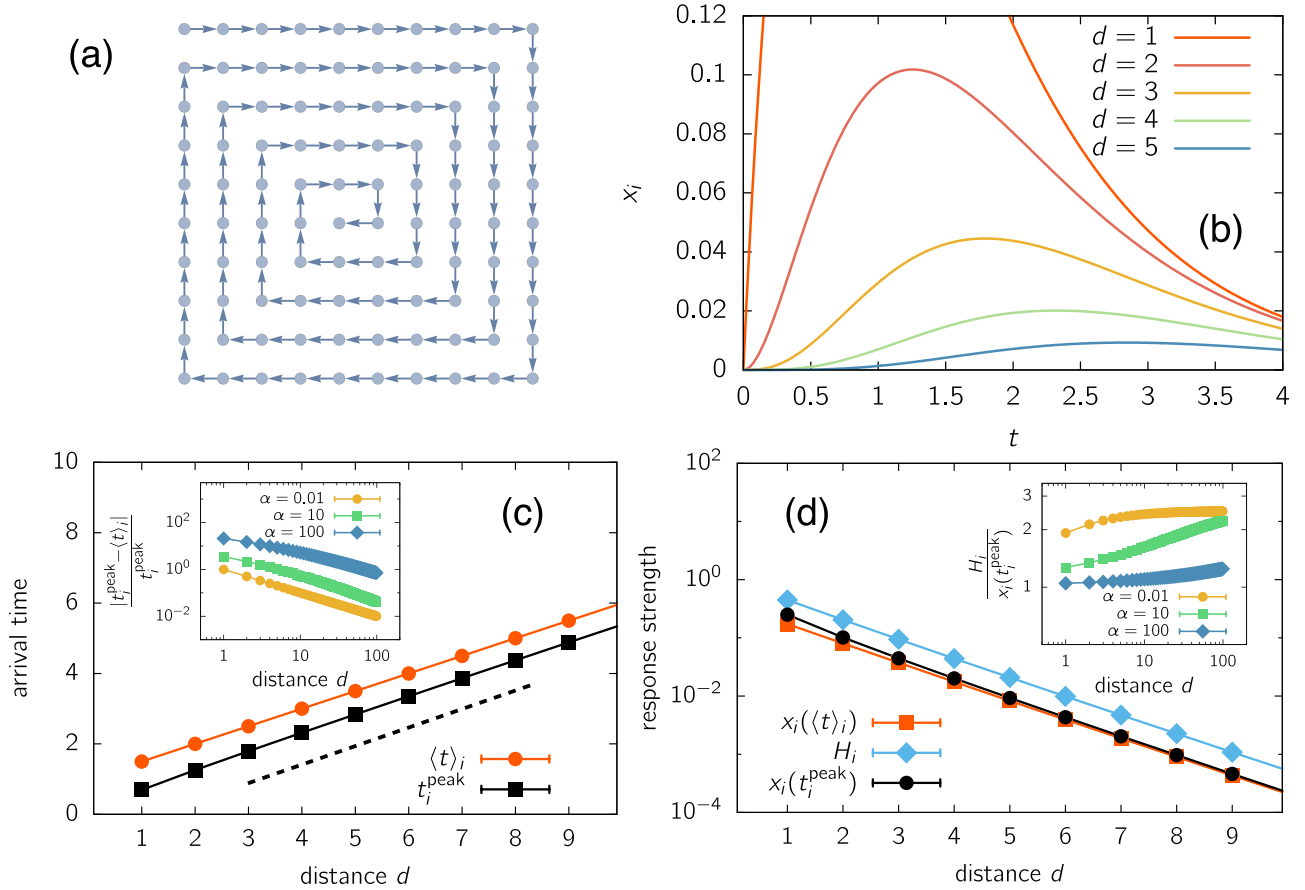 (a)
0.12
0.1
0.08
0.06
0.04
0.02
0
x_i
d = 1
d = 2
d = 3
d = 4
d = 5
(b)
0 0.5 1 1.5 2 2.5 3 3.5 4
t
10
8
6
4
2
0
arrival time
(c)
α = 0.01
α = 10
α = 100
|t_i^peak − ⟨t⟩_i|
t_i^peak
10^2
10^0
10^−2
1 10 100
distance d
⟨t⟩_i
t_i^peak
1 2 3 4 5 6 7 8 9
distance d
10^2
10^0
10^−2
10^−4
response strength
(d)
H_i
x_i(t_i^peak)
3
2
1
α = 0.01
α = 10
α = 100
1 10 100
distance d
x_i(⟨t⟩_i)
H_i
x_i(t_i^peak)
1 2 3 4 5 6 7 8 9
distance d